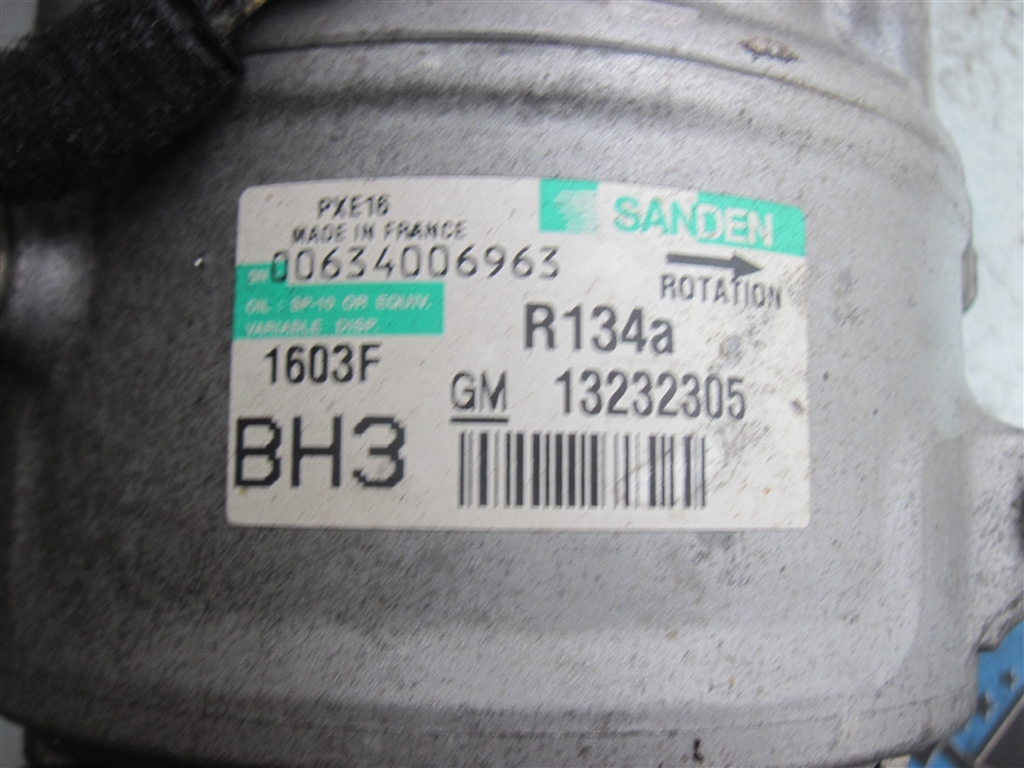 PXE16
MADE IN FRANCE
SANDEN
SN 00634006963
ROTATION
OIL : SP-10 OR EQUIV.
VARIABLE DISP.
R134a
1603F
GM 13232305
BH3